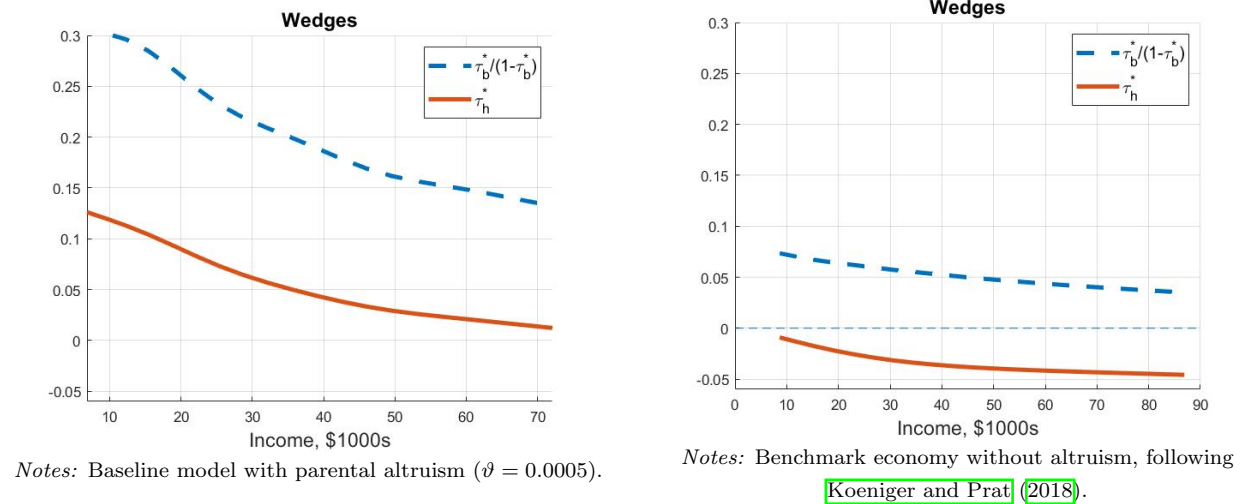 Wedges
0.3
0.25
0.2
0.15
0.1
0.05
0
-0.05
τ*b/(1-τ*b)
τ*h
10 20 30 40 50 60 70
Income, $1000s
Notes: Baseline model with parental altruism (ϑ = 0.0005).
Wedges
0.3
0.25
0.2
0.15
0.1
0.05
0
-0.05
τ*b/(1-τ*b)
τ*h
0 10 20 30 40 50 60 70 80 90
Income, $1000s
Notes: Benchmark economy without altruism, following
Koeniger and Prat (2018).